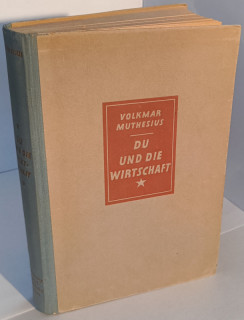 VOLKMAR
MUTHESIUS
DU
UND DIE
WIRTSCHAFT